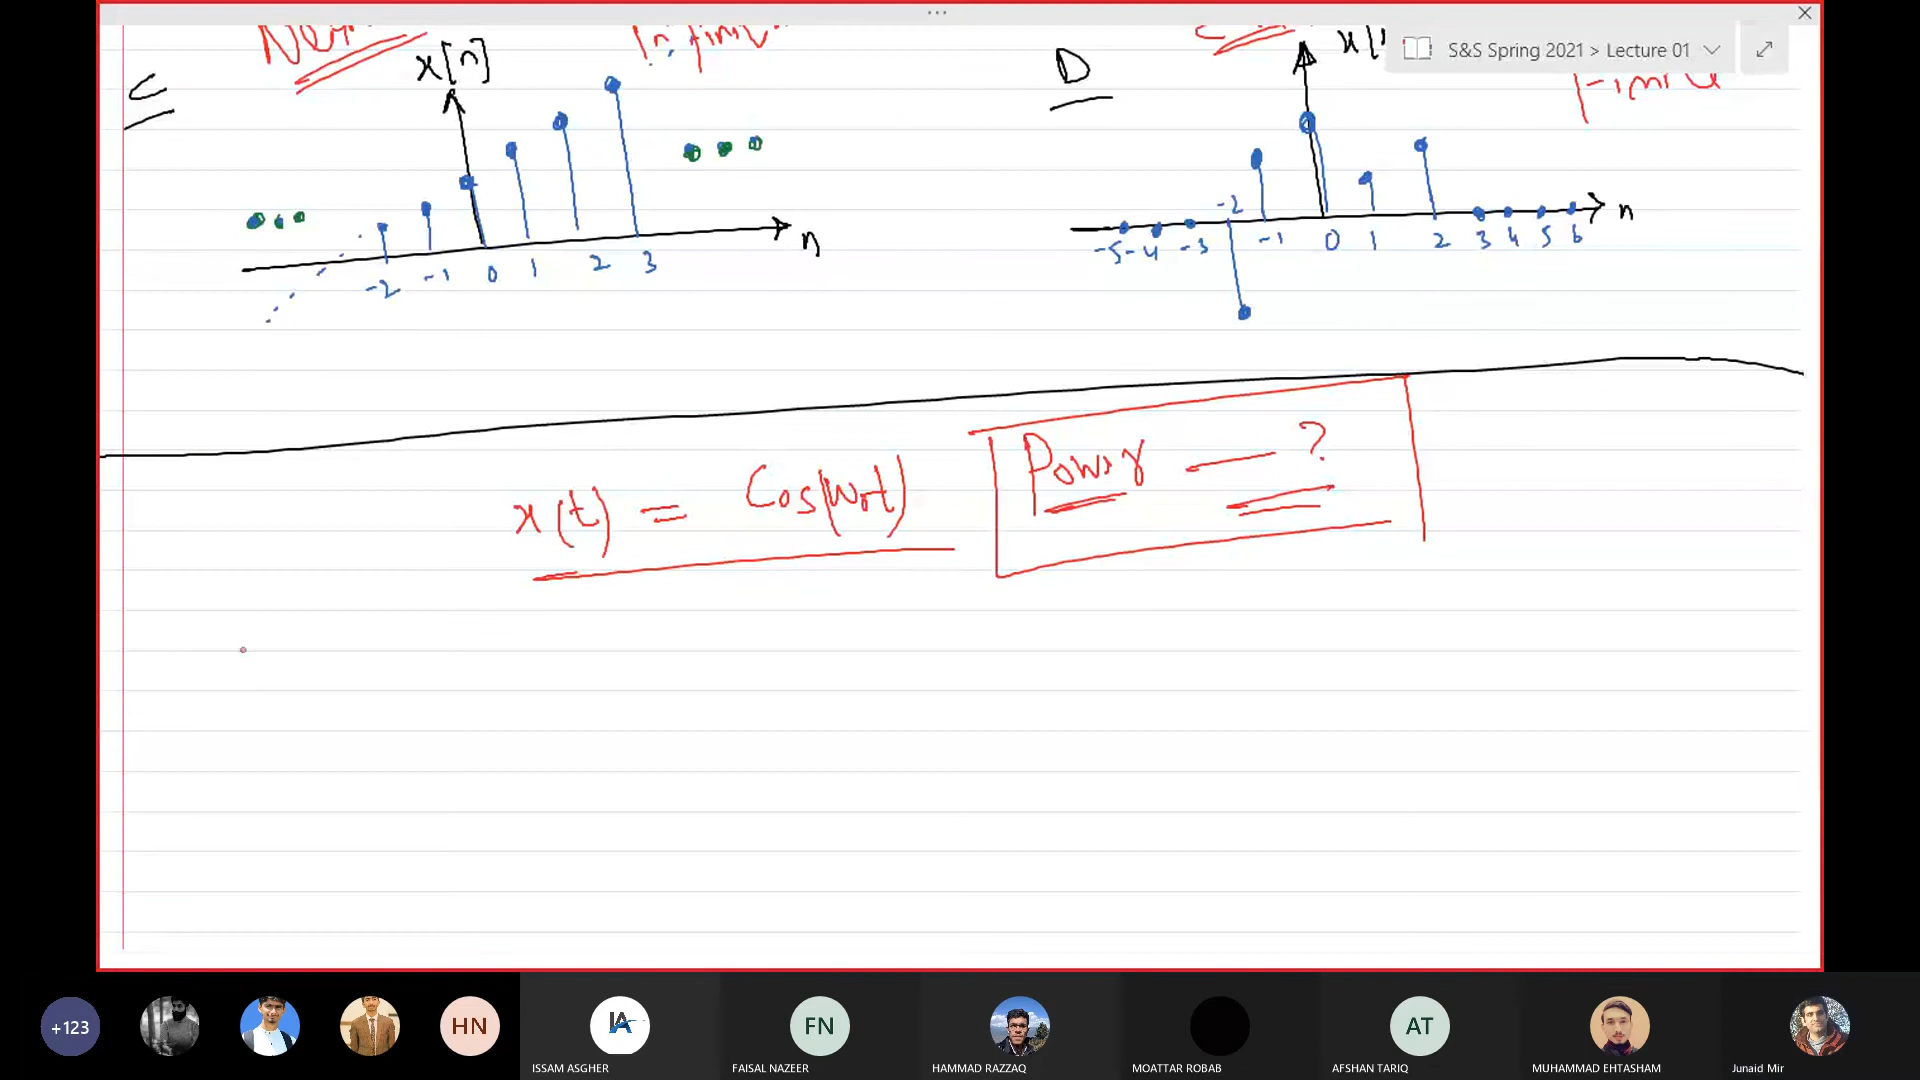 S&S Spring 2021 > Lecture 01
C
x[n]
D
-2 -1 0 1 2 3
n
-5 -4 -3 -2 -1 0 1 2 3 4 5 6
n
x(t) = Cos(w₀t)
Power — ?
+123
HN
IA
FN
AT
ISSAM ASGHER
FAISAL NAZEER
HAMMAD RAZZAQ
MOATTAR ROBAB
AFSHAN TARIQ
MUHAMMAD EHTASHAM
Junaid Mir